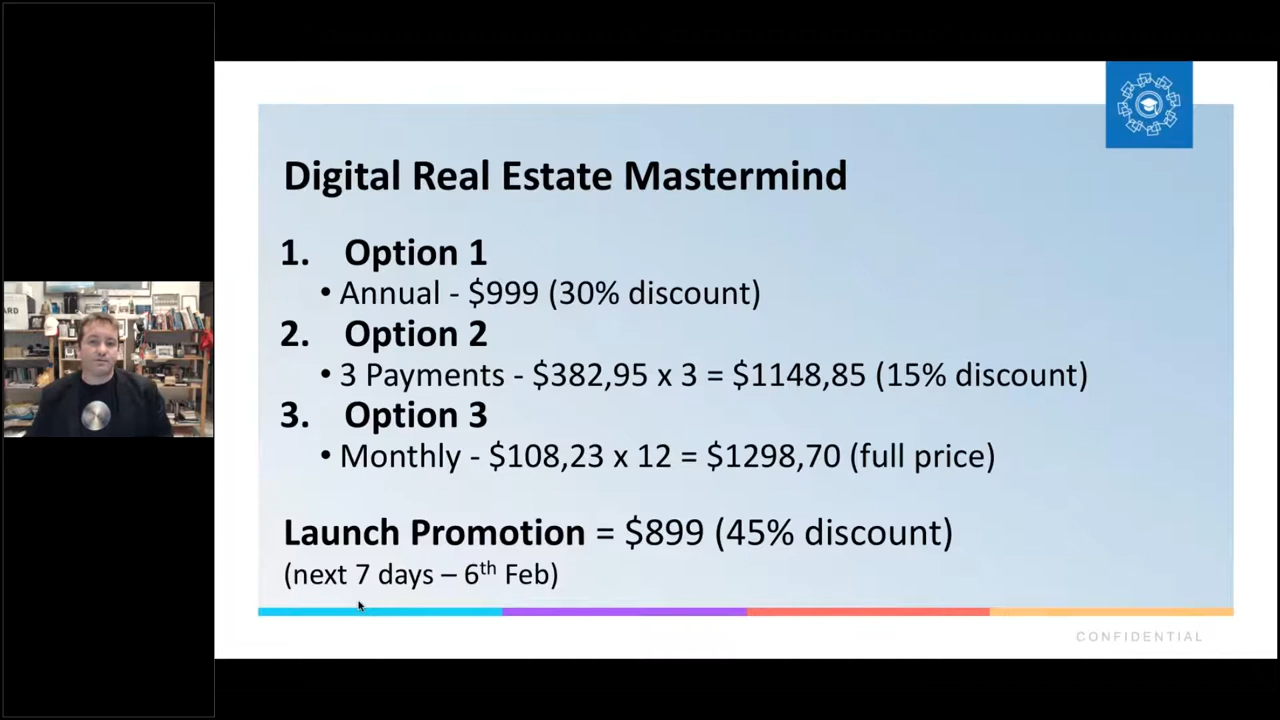 Digital Real Estate Mastermind
1. Option 1
• Annual - $999 (30% discount)
2. Option 2
• 3 Payments - $382,95 x 3 = $1148,85 (15% discount)
3. Option 3
• Monthly - $108,23 x 12 = $1298,70 (full price)
Launch Promotion = $899 (45% discount)
(next 7 days – 6th Feb)
CONFIDENTIAL